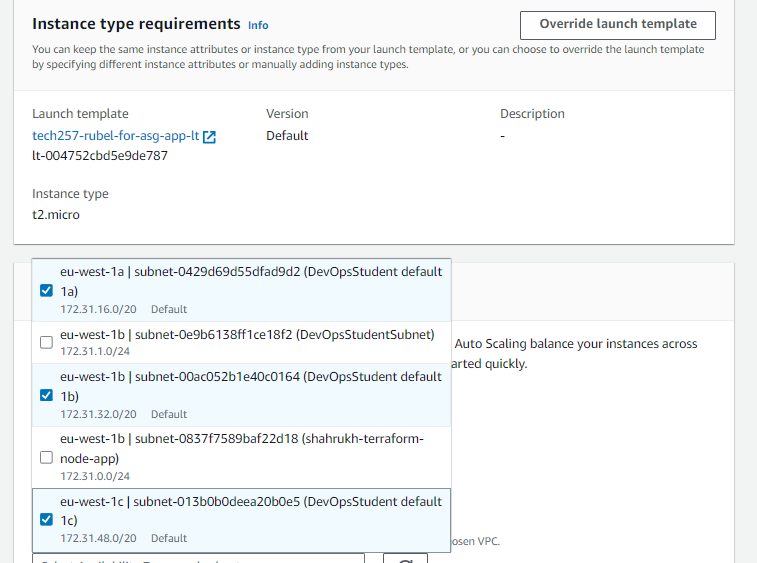 Instance type requirements Info
Override launch template
You can keep the same instance attributes or instance type from your launch template, or you can choose to override the launch template
by specifying different instance attributes or manually adding instance types.
Launch template
tech257-rubel-for-asg-app-lt
lt-004752cbd5e9de787
Version
Default
Description
-
Instance type
t2.micro
eu-west-1a | subnet-0429d69d55dfad9d2 (DevOpsStudent default
1a)
172.31.16.0/20 Default
eu-west-1b | subnet-0e9b6138ff1ce18f2 (DevOpsStudentSubnet)
172.31.1.0/24
eu-west-1b | subnet-00ac052b1e40c0164 (DevOpsStudent default
1b)
172.31.32.0/20 Default
eu-west-1b | subnet-0837f7589baf22d18 (shahrukh-terraform-
node-app)
172.31.0.0/24
eu-west-1c | subnet-013b0b0deea20b0e5 (DevOpsStudent default
1c)
172.31.48.0/20 Default
Auto Scaling balance your instances across
arted quickly.
osen VPC.